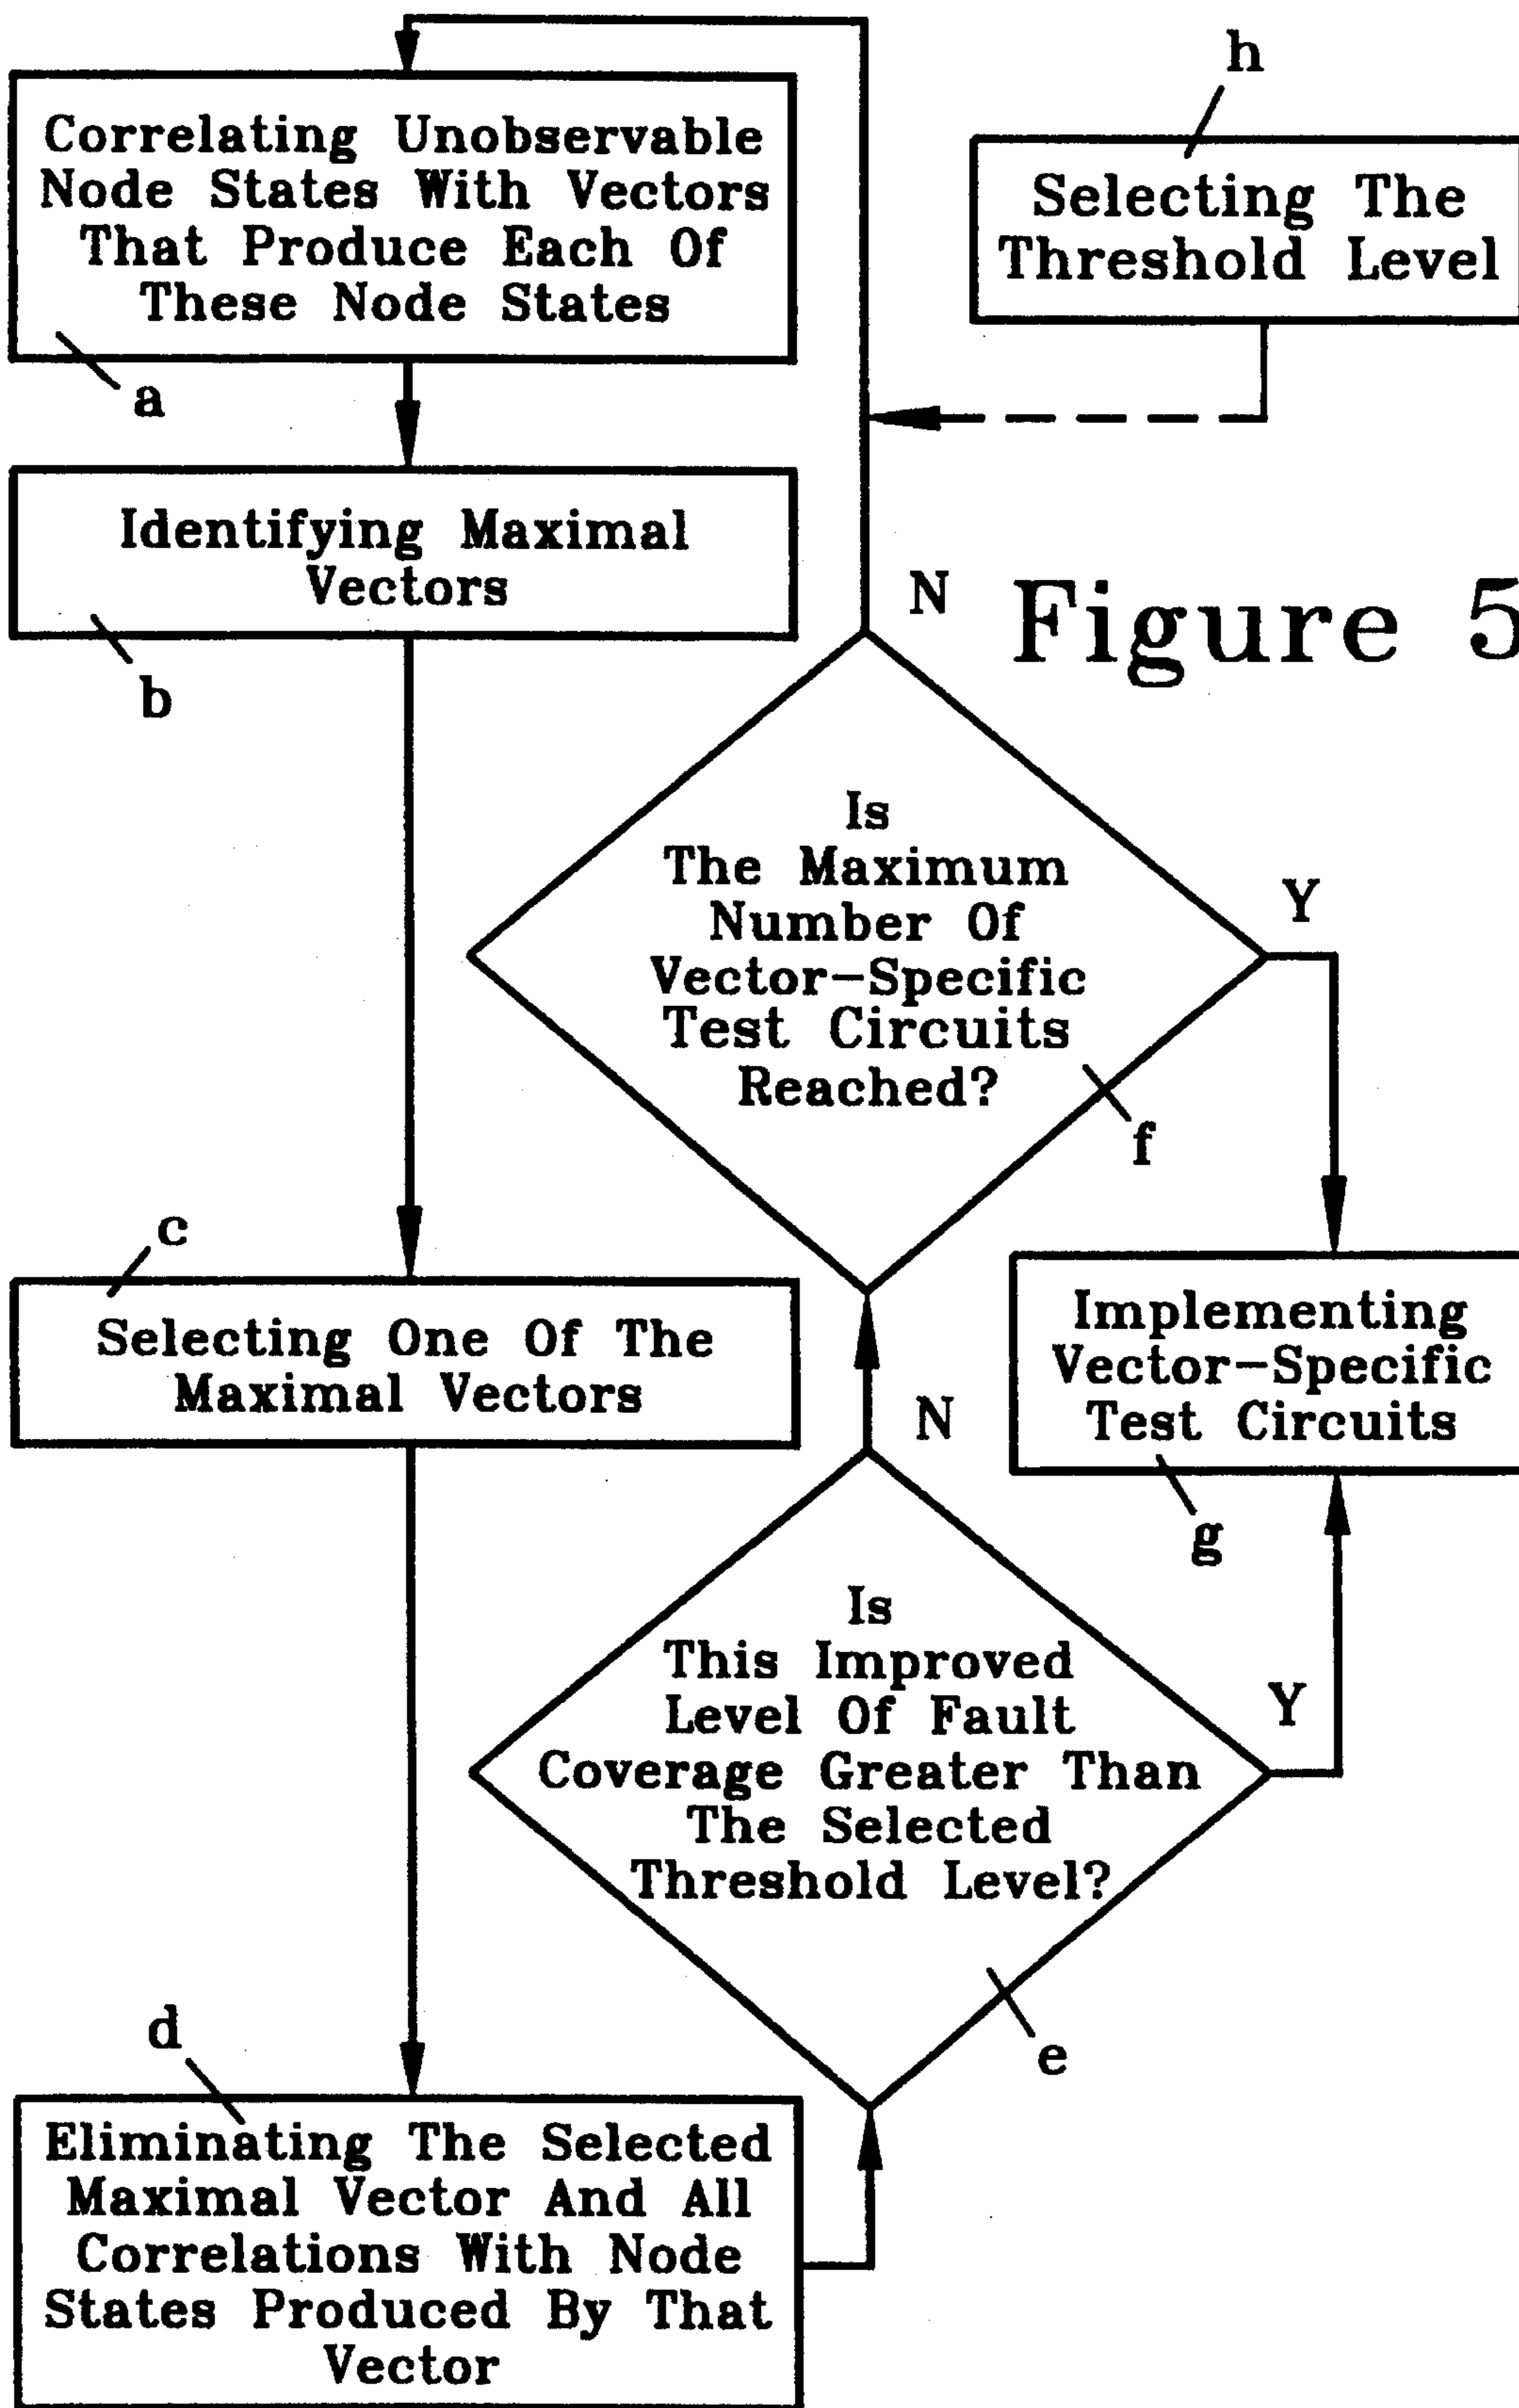 Correlating Unobservable
Node States With Vectors
That Produce Each Of
These Node States
a
h
Selecting The
Threshold Level
Identifying Maximal
Vectors
b
N
Figure 5
Is
The Maximum
Number Of
Vector-Specific
Test Circuits
Reached?
Y
f
c
Selecting One Of The
Maximal Vectors
Implementing
Vector-Specific
Test Circuits
g
N
Is
This Improved
Level Of Fault
Coverage Greater Than
The Selected
Threshold Level?
Y
e
d
Eliminating The Selected
Maximal Vector And All
Correlations With Node
States Produced By That
Vector